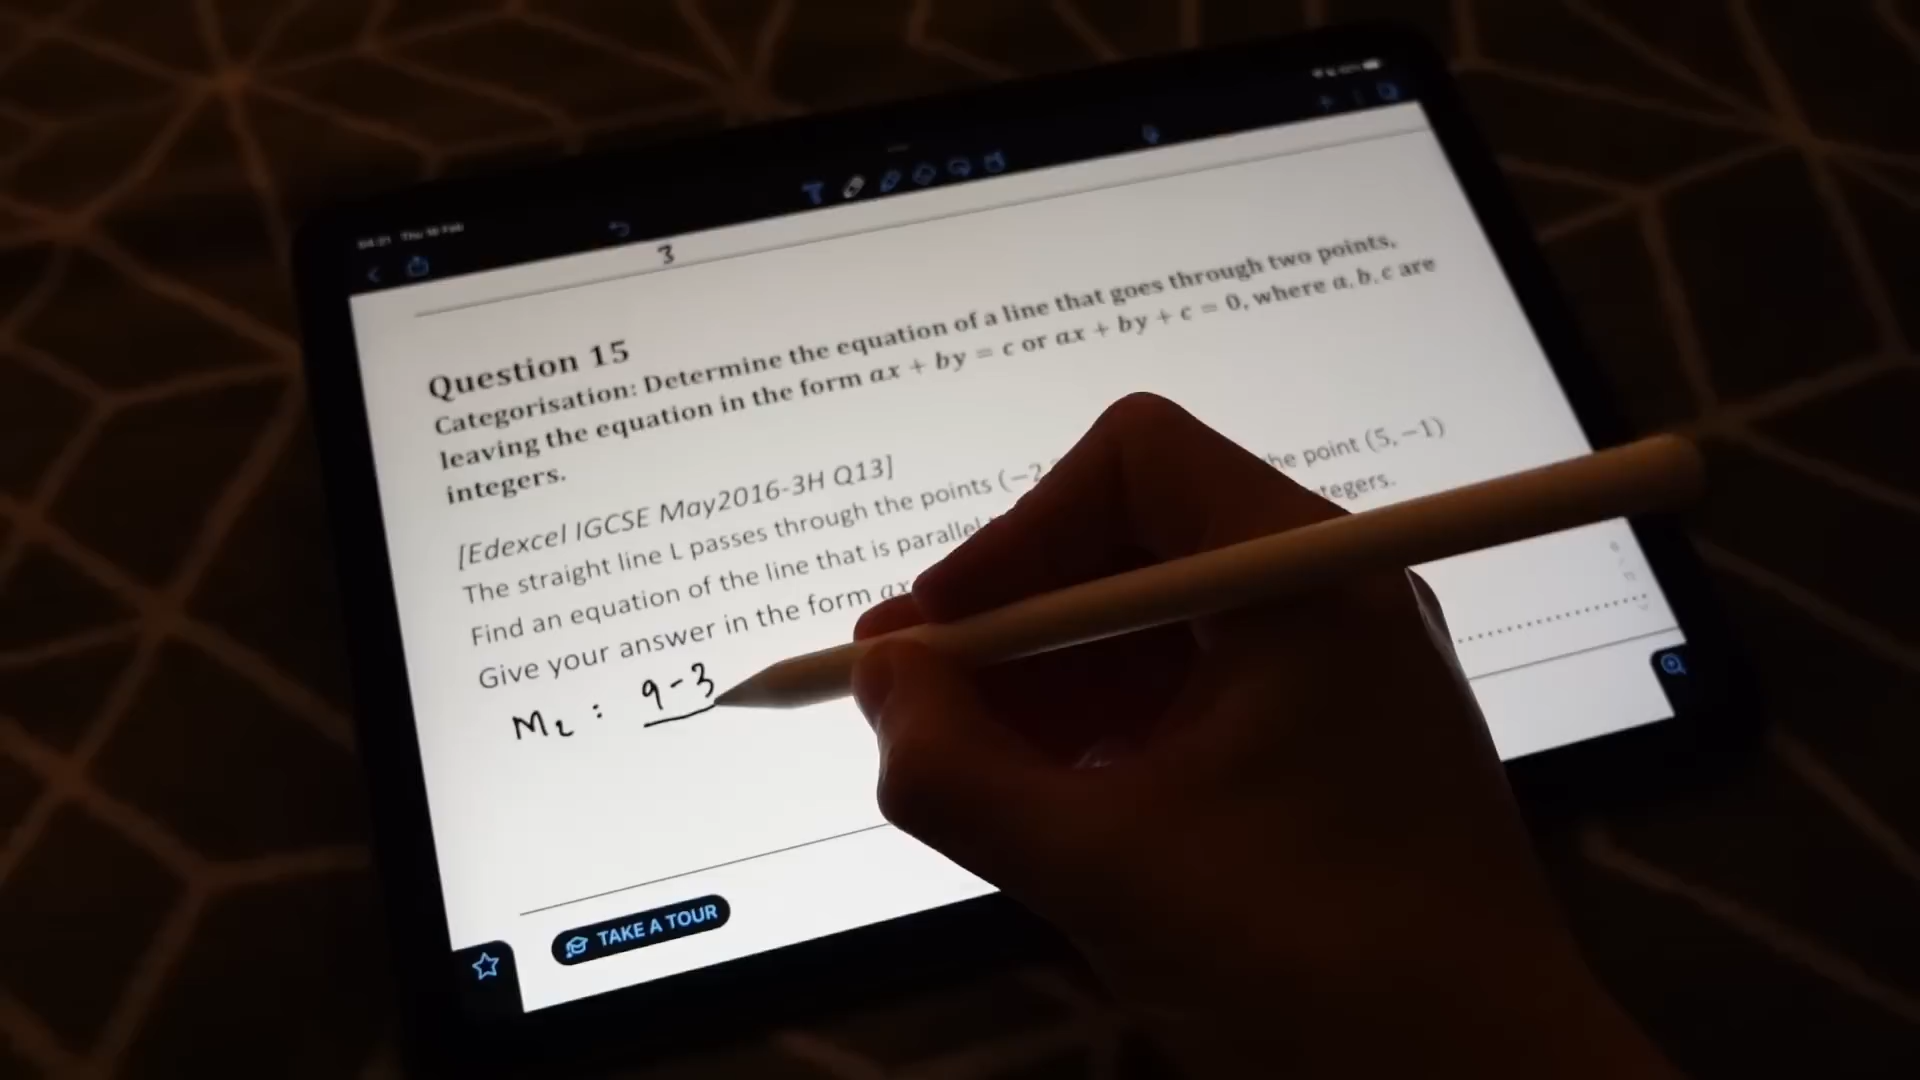 3
Question 15
Categorisation: Determine the equation of a line that goes through two points,
leaving the equation in the form ax + by = c or ax + by + c = 0, where a, b, c are
integers.
[Edexcel IGCSE May2016-3H Q13]
The straight line L passes through the points (−2,
Find an equation of the line that is parallel the point (5, −1)
Give your answer in the form ax
M2 : 9-3
TAKE A TOUR